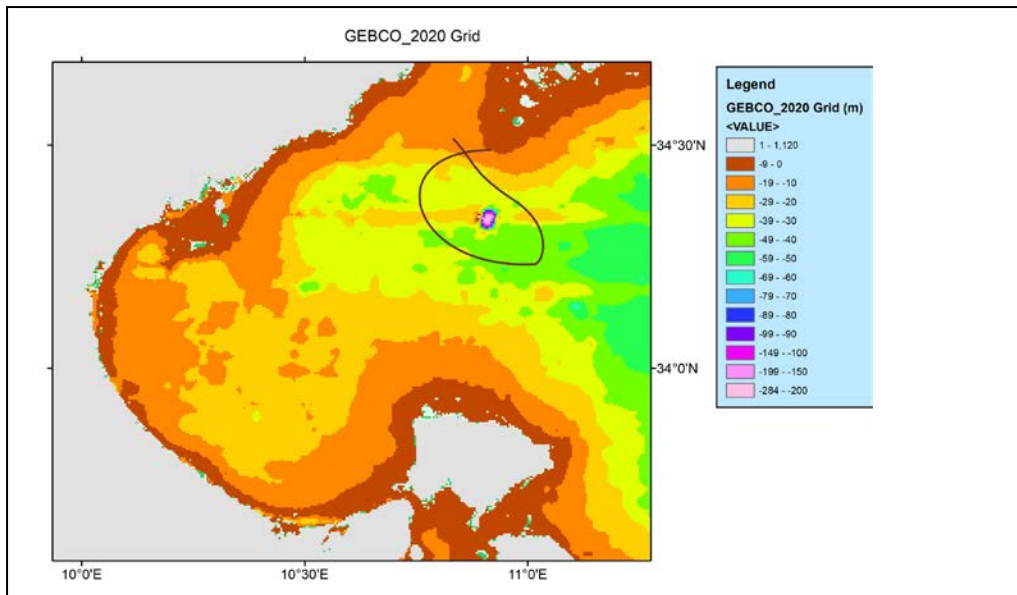 GEBCO_2020 Grid
Legend
GEBCO_2020 Grid (m)
<VALUE>
1 - 1,120
-9 - 0
-19 - -10
-29 - -20
-39 - -30
-49 - -40
-59 - -50
-69 - -60
-79 - -70
-89 - -80
-99 - -90
-149 - -100
-199 - -150
-284 - -200
34°30'N
34°0'N
10°0'E
10°30'E
11°0'E